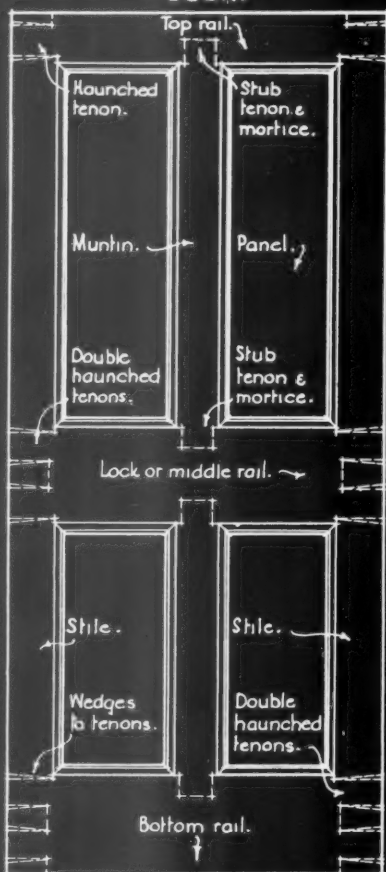 Top rail.
Haunched
tenon.
Stub
tenon &
mortice.
Muntin.
Panel.
Double
haunched
tenons.
Stub
tenon &
mortice.
Lock or middle rail.
Stile.
Stile.
Wedges
to tenons.
Double
haunched
tenons.
Bottom rail.